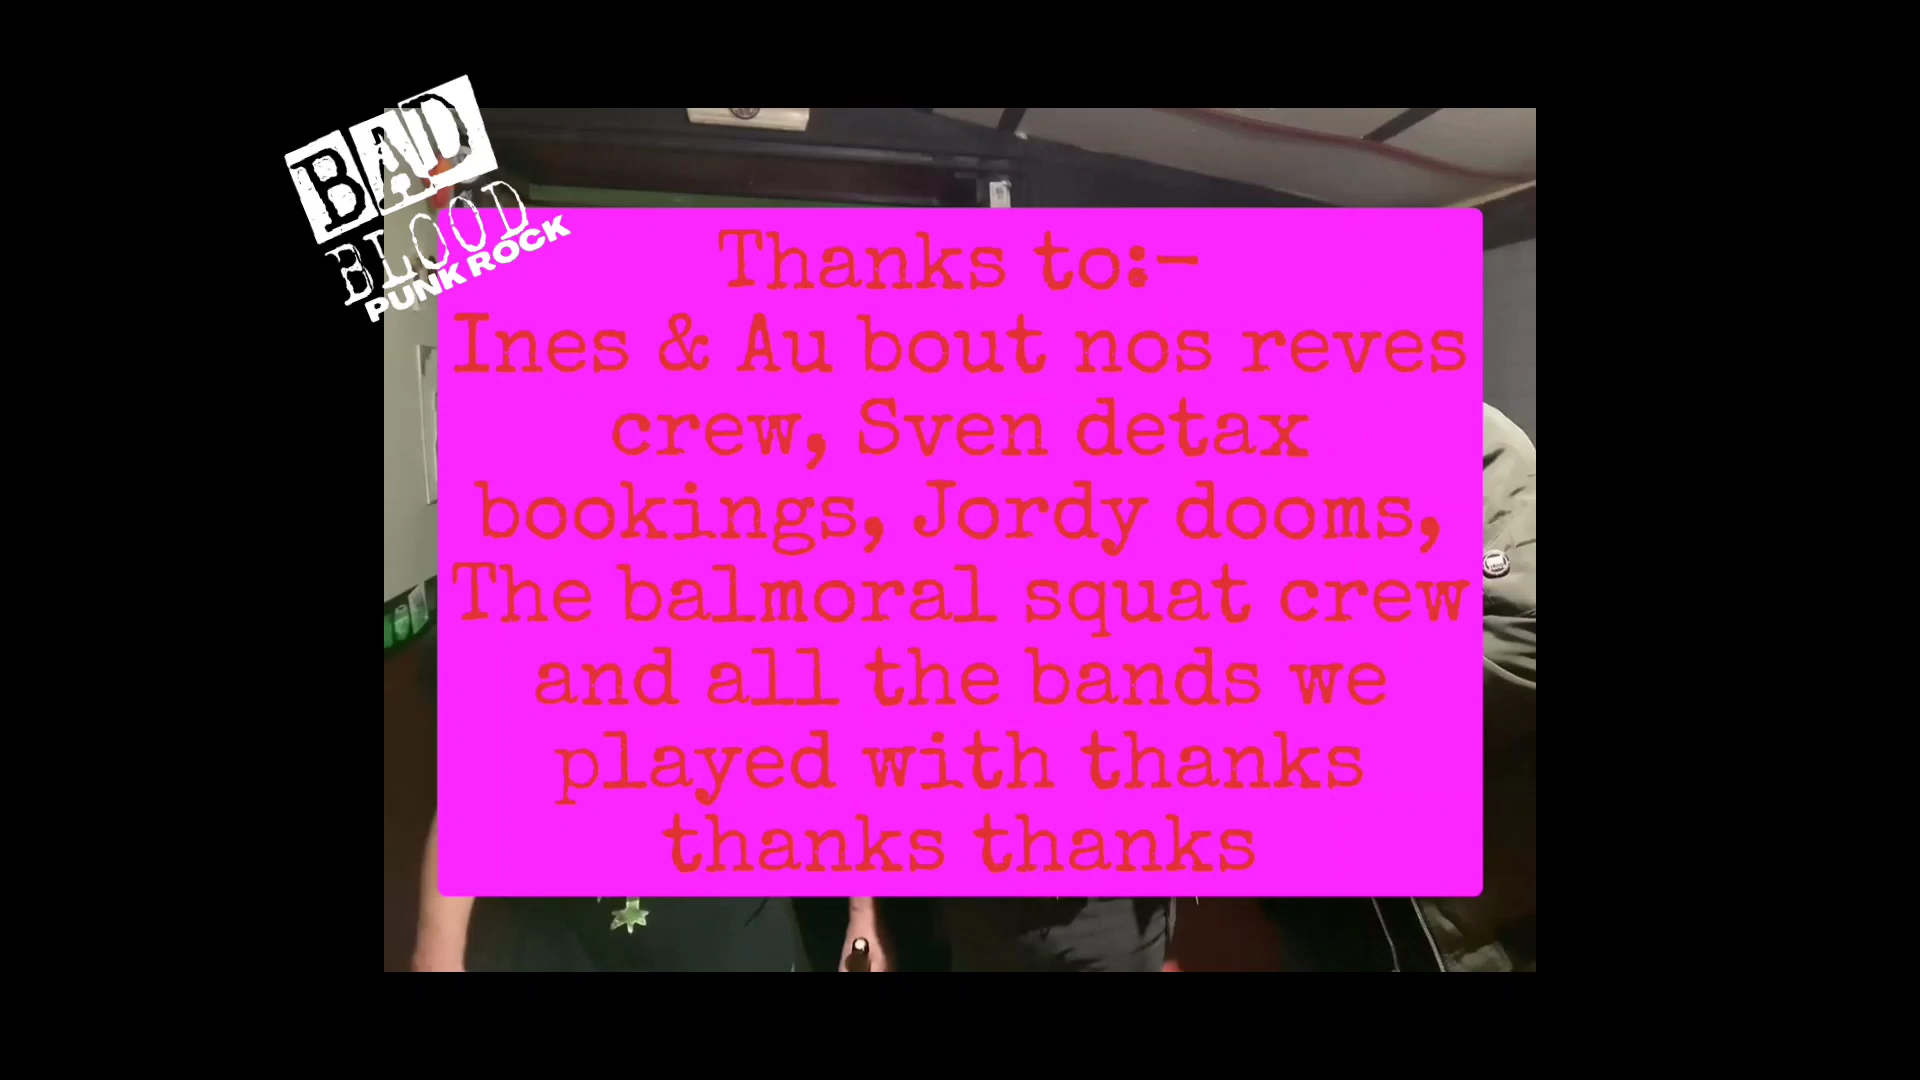 BAD
BLOOD
PUNK ROCK
Thanks to:-
Ines & Au bout nos reves
crew, Sven detax
bookings, Jordy dooms,
The balmoral squat crew
and all the bands we
played with thanks
thanks thanks